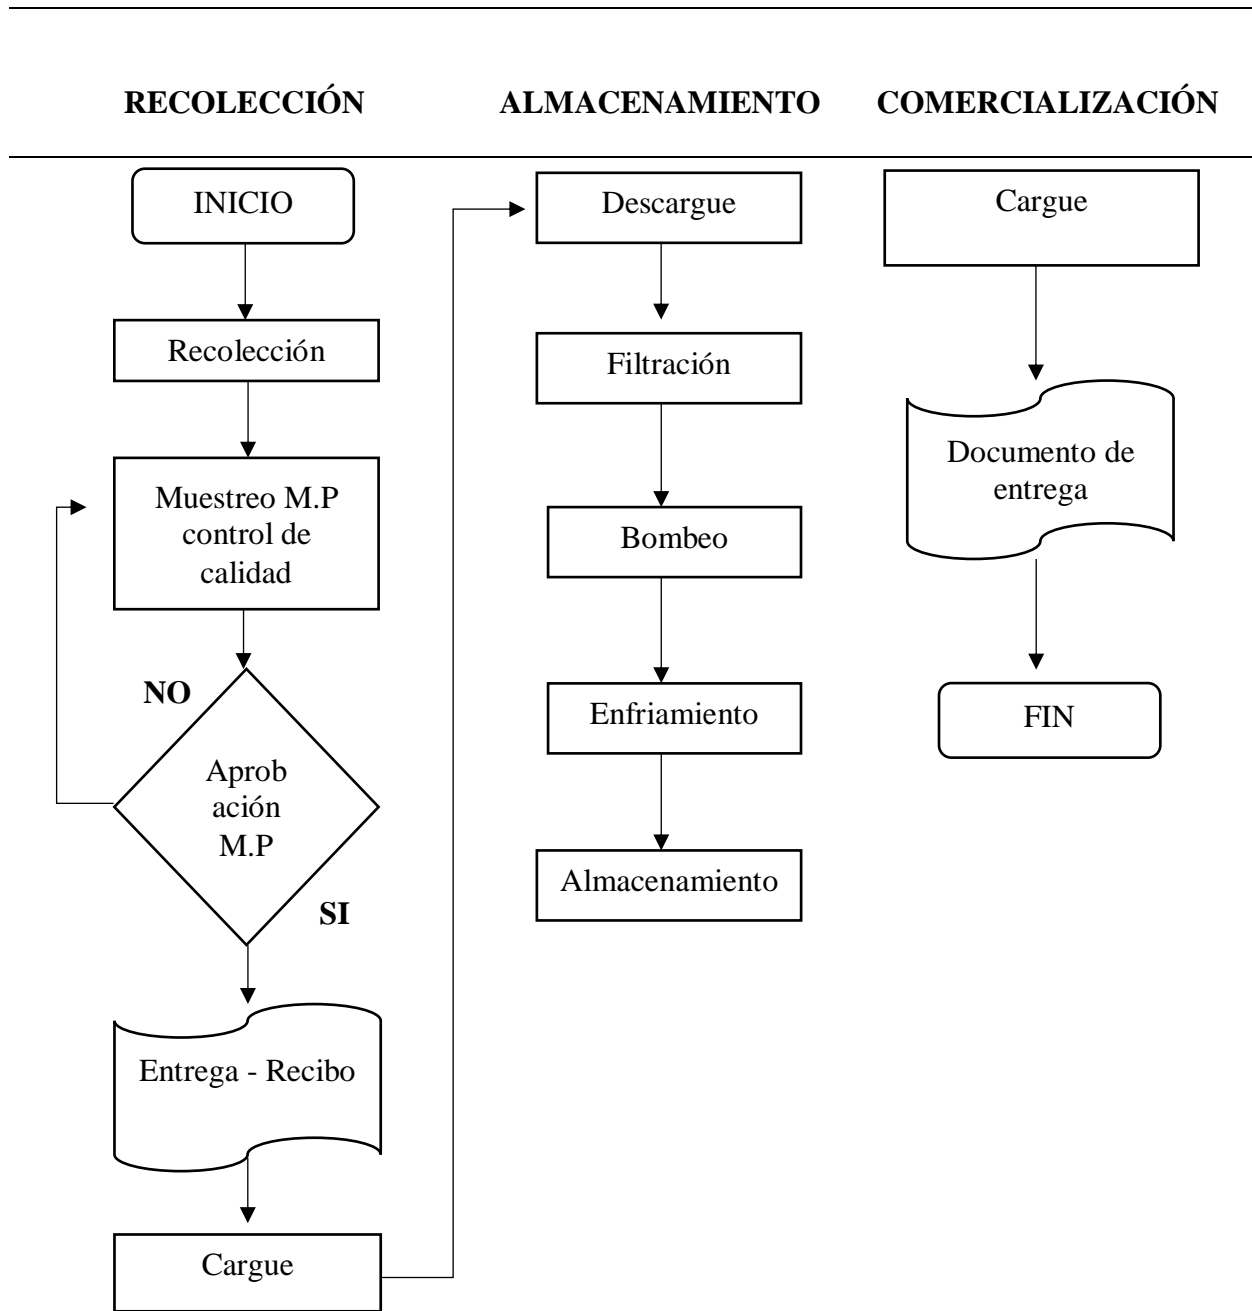 RECOLECCIÓN
ALMACENAMIENTO
COMERCIALIZACIÓN
INICIO
Recolección
Muestreo M.P
control de
calidad
NO
Aprob
ación
M.P
SI
Entrega - Recibo
Cargue
Descargue
Filtración
Bombeo
Enfriamiento
Almacenamiento
Cargue
Documento de
entrega
FIN